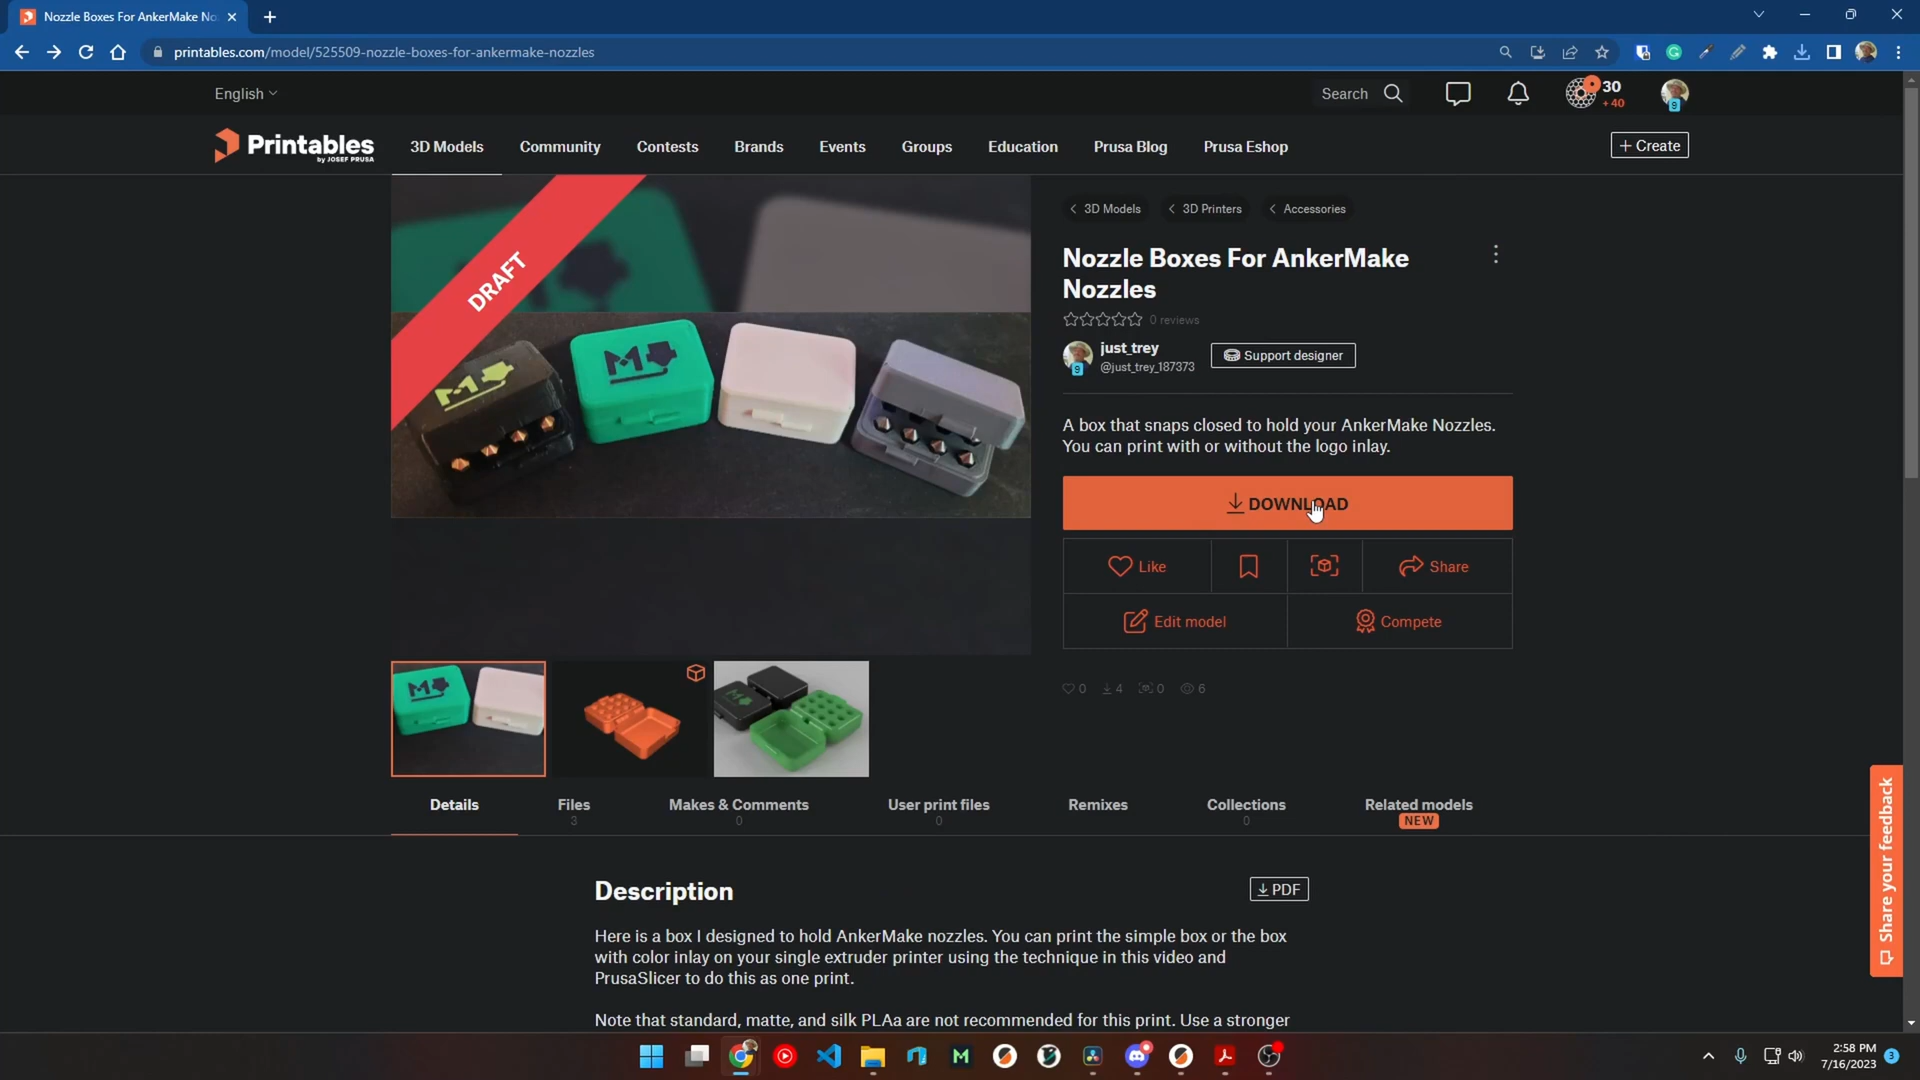 Nozzle Boxes For AnkerMake No
printables.com/model/525509-nozzle-boxes-for-ankermake-nozzles
English
Search
30
+ 40
9
Printables
by JOSEF PRUSA
3D Models
Community
Contests
Brands
Events
Groups
Education
Prusa Blog
Prusa Eshop
+ Create
DRAFT
3D Models
3D Printers
Accessories
Nozzle Boxes For AnkerMake
Nozzles
0 reviews
just_trey
@just_trey_187373
9
Support designer
A box that snaps closed to hold your AnkerMake Nozzles.
You can print with or without the logo inlay.
DOWNLOAD
Like
Share
Edit model
Compete
0
4
0
6
Details
Files
3
Makes & Comments
0
User print files
0
Remixes
Collections
0
Related models
NEW
Share your feedback
Description
PDF
Here is a box I designed to hold AnkerMake nozzles. You can print the simple box or the box
with color inlay on your single extruder printer using the technique in this video and
PrusaSlicer to do this as one print.
Note that standard, matte, and silk PLAa are not recommended for this print. Use a stronger
M
2:58 PM
7/16/2023
3